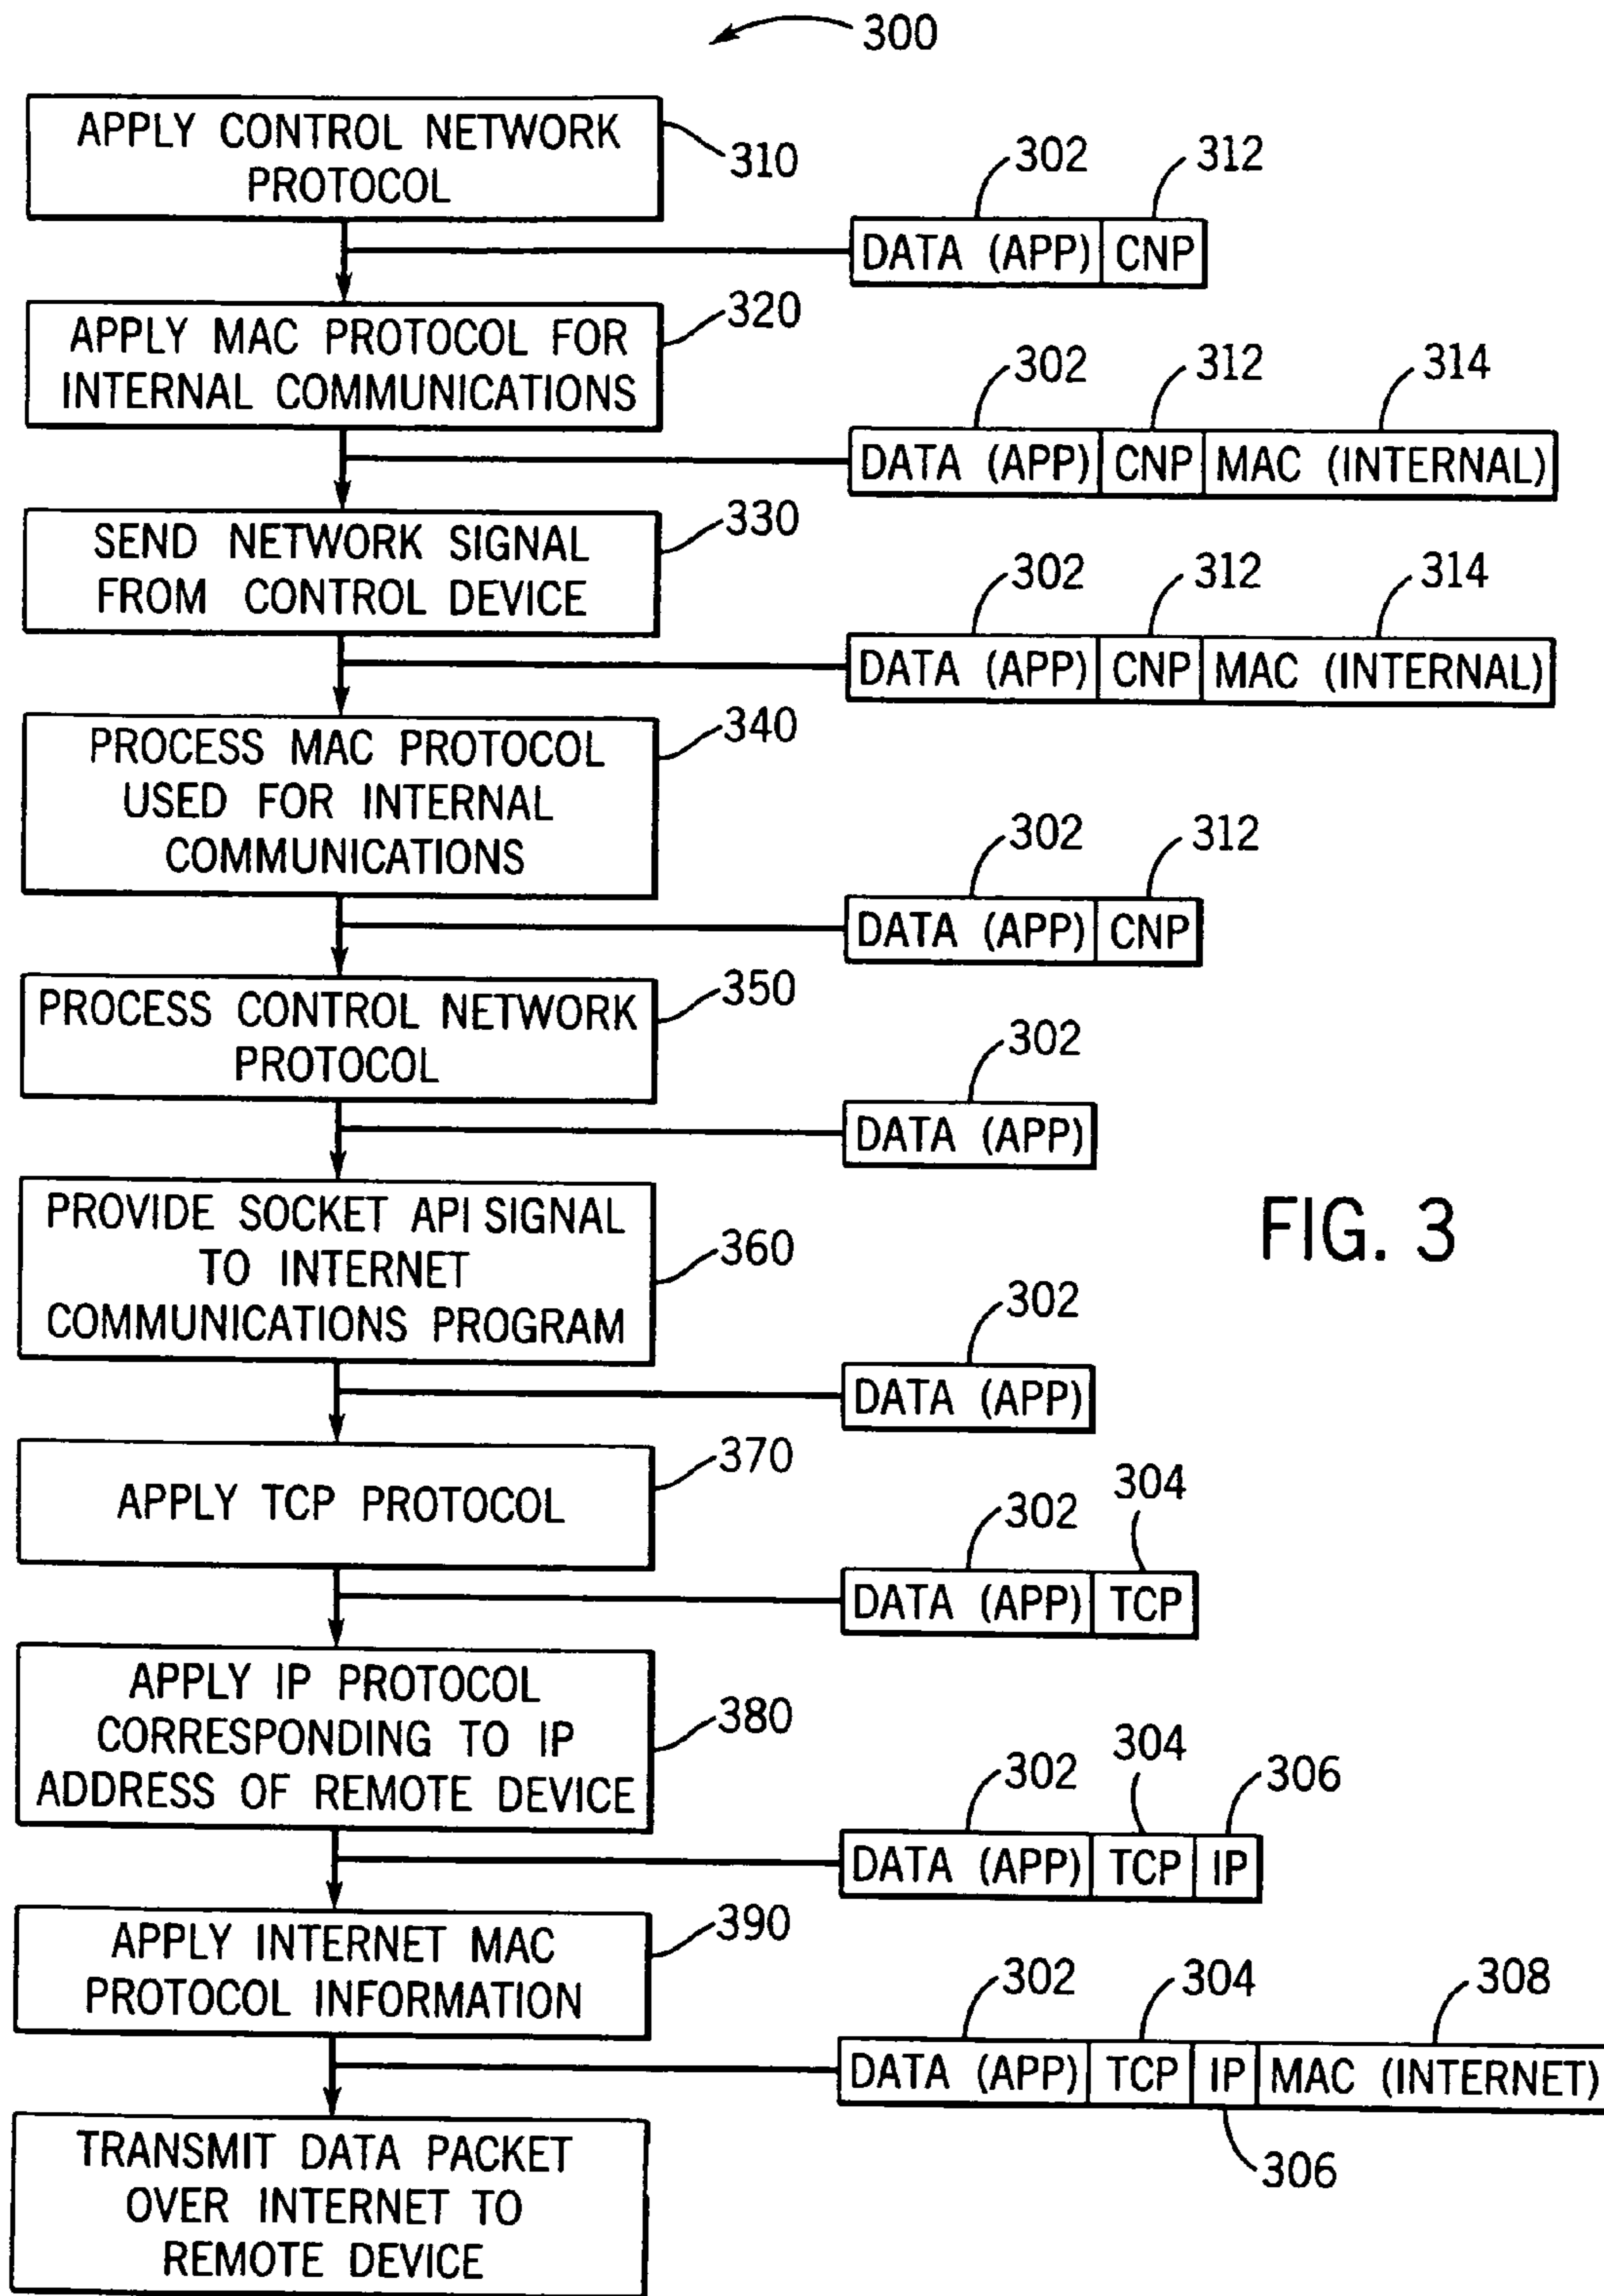 300
APPLY CONTROL NETWORK
PROTOCOL
310
302
312
DATA (APP) CNP
APPLY MAC PROTOCOL FOR
INTERNAL COMMUNICATIONS
320
302
312
314
DATA (APP) CNP MAC (INTERNAL)
SEND NETWORK SIGNAL
FROM CONTROL DEVICE
330
302
312
314
DATA (APP) CNP MAC (INTERNAL)
PROCESS MAC PROTOCOL
USED FOR INTERNAL
COMMUNICATIONS
340
302
312
DATA (APP) CNP
PROCESS CONTROL NETWORK
PROTOCOL
350
302
DATA (APP)
PROVIDE SOCKET API SIGNAL
TO INTERNET
COMMUNICATIONS PROGRAM
360
FIG. 3
302
DATA (APP)
APPLY TCP PROTOCOL
370
302
304
DATA (APP) TCP
APPLY IP PROTOCOL
CORRESPONDING TO IP
ADDRESS OF REMOTE DEVICE
380
302
304
306
DATA (APP) TCP IP
APPLY INTERNET MAC
PROTOCOL INFORMATION
390
302
304
308
DATA (APP) TCP IP MAC (INTERNET)
306
TRANSMIT DATA PACKET
OVER INTERNET TO
REMOTE DEVICE